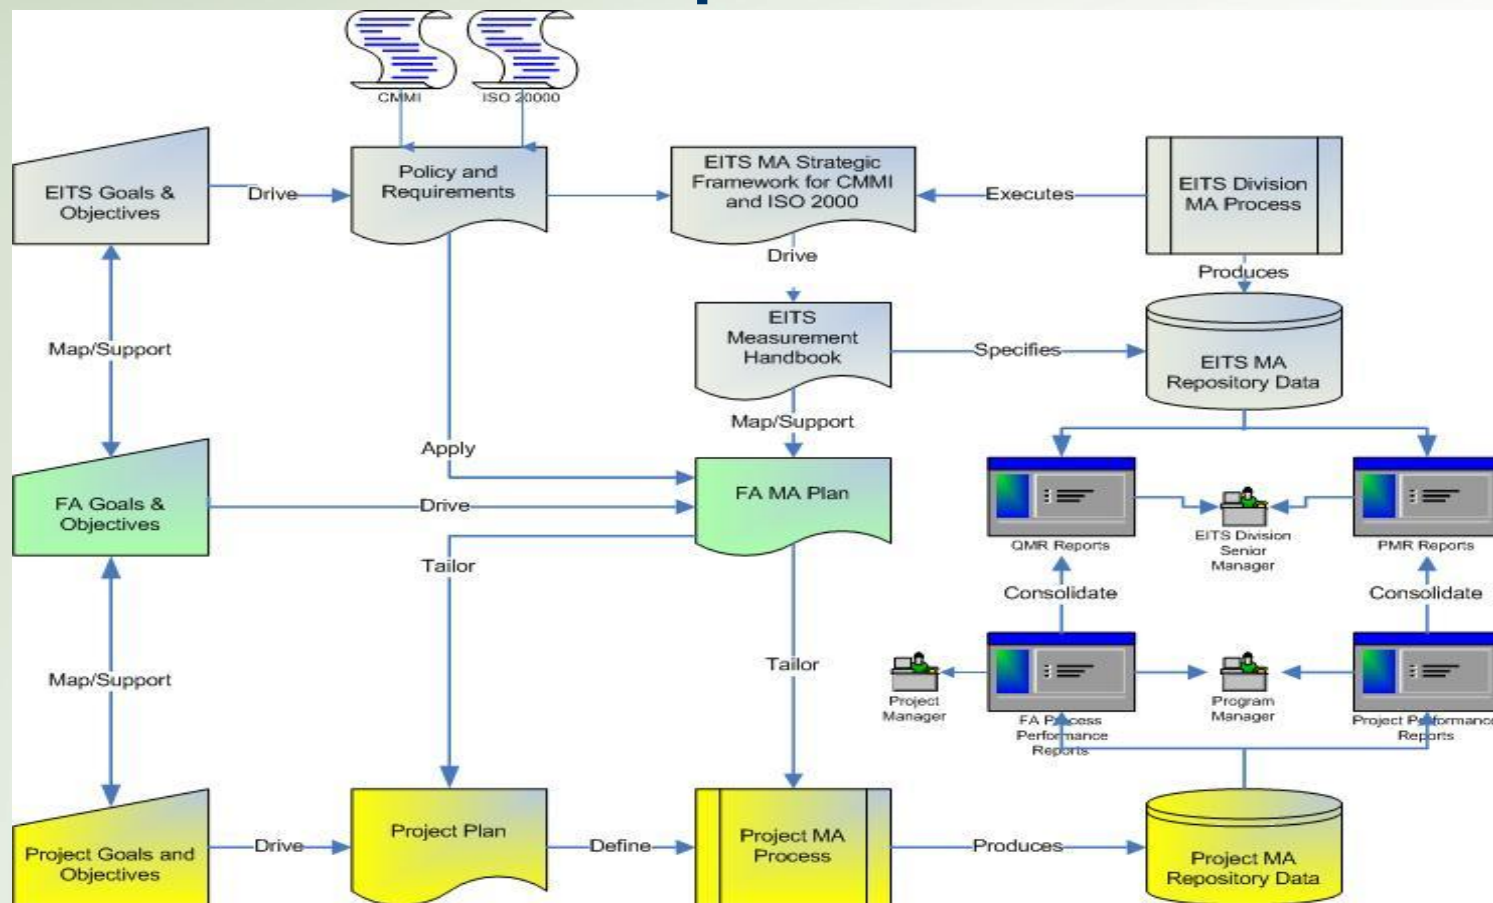 CMMI
ISO 20000
EITS Goals &
Objectives
Drive
Policy and
Requirements
EITS MA Strategic
Framework for CMMI
and ISO 2000
Executes
EITS Division
MA Process
Drive
Produces
Map/Support
EITS
Measurement
Handbook
Specifies
EITS MA
Repository Data
Map/Support
Apply
FA Goals &
Objectives
Drive
FA MA Plan
QMR Reports
EITS Division
Senior
Manager
PMR Reports
Tailor
Consolidate
Consolidate
Map/Support
Tailor
Project
Manager
FA Process
Performance
Reports
Program
Manager
Project Performance
Reports
Project Goals and
Objectives
Drive
Project Plan
Define
Project MA
Process
Produces
Project MA
Repository Data